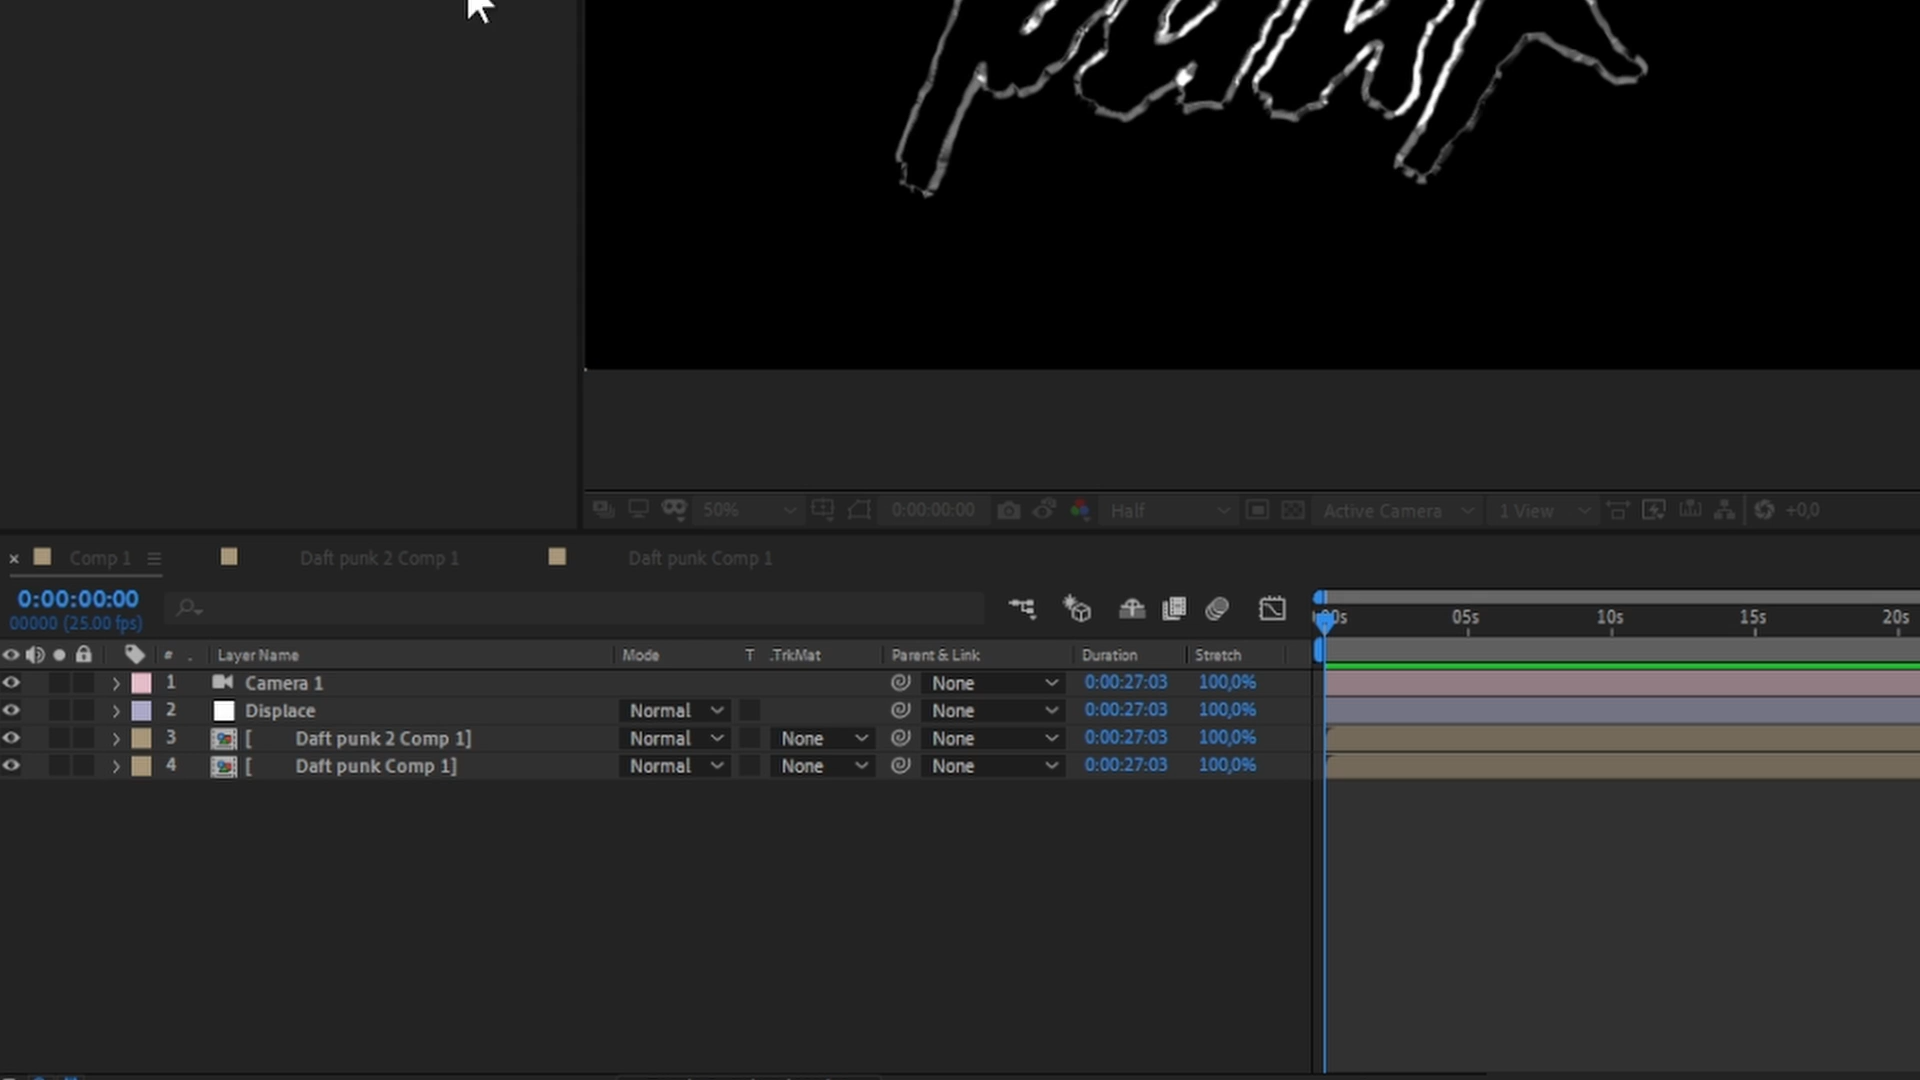 punk
50%
0:00:00:00
Half
Active Camera
1 View
+0,0
Comp 1
Daft punk 2 Comp 1
Daft punk Comp 1
0:00:00:00
00000 (25.00 fps)
05s
10s
15s
20s
#
Layer Name
Mode
T
.TrkMat
Parent & Link
Duration
Stretch
1 Camera 1 None 0:00:27:03 100,0%
2 Displace Normal None 0:00:27:03 100,0%
3 [ Daft punk 2 Comp 1] Normal None None 0:00:27:03 100,0%
4 [ Daft punk Comp 1] Normal None None 0:00:27:03 100,0%